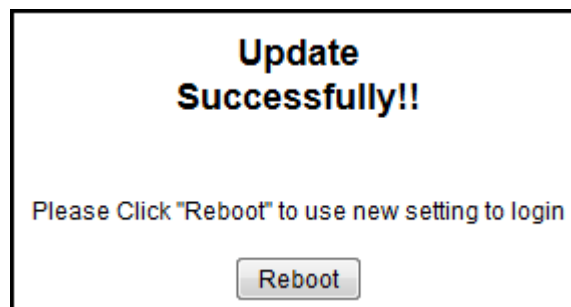 Update
Successfully!!
Please Click "Reboot" to use new setting to login
Reboot